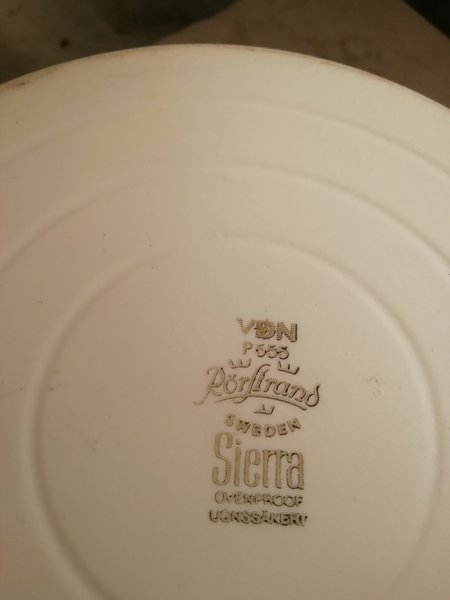 VDN
P 555
Rörstrand
SWEDEN
Sierra
OVENPROOF
UGNSSÄKERT